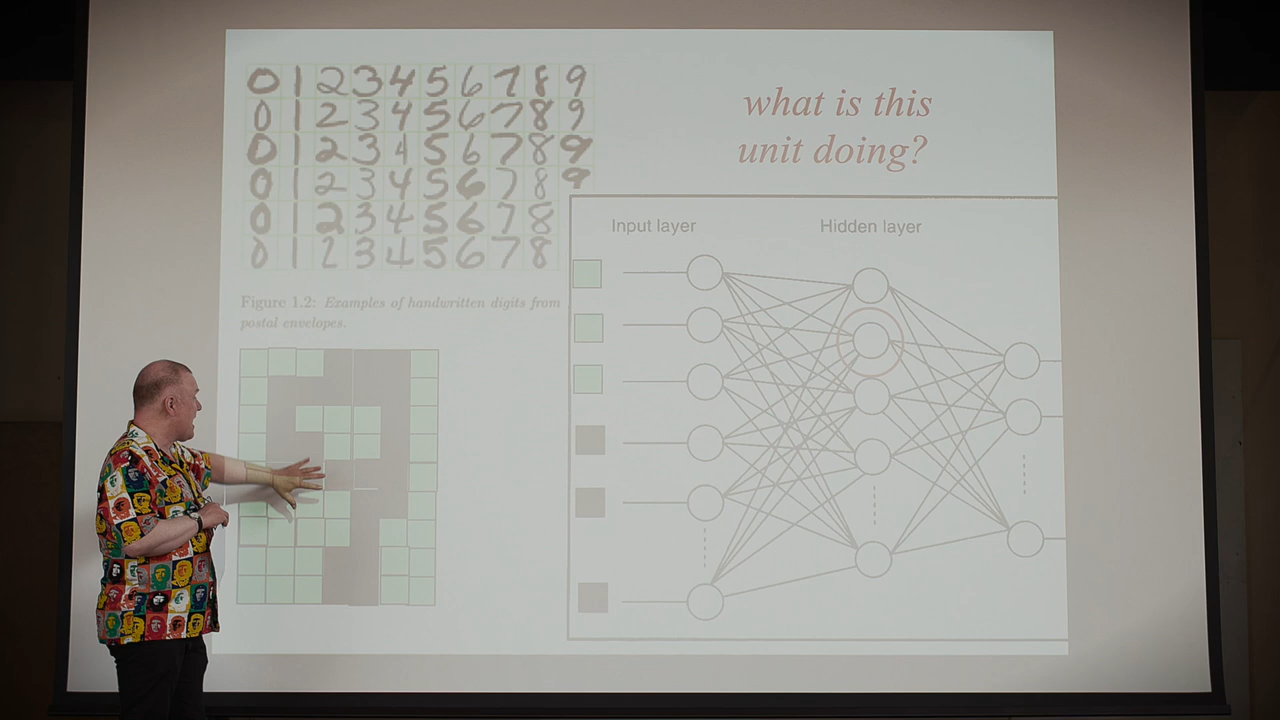 0 1 2 3 4 5 6 7 8 9
0 1 2 3 4 5 6 7 8 9
0 1 2 3 4 5 6 7 8 9
0 1 2 3 4 5 6 7 8 9
0 1 2 3 4 5 6 7 8
0 1 2 3 4 5 6 7 8
Figure 1.2: Examples of handwritten digits from
postal envelopes.
what is this
unit doing?
Input layer
Hidden layer